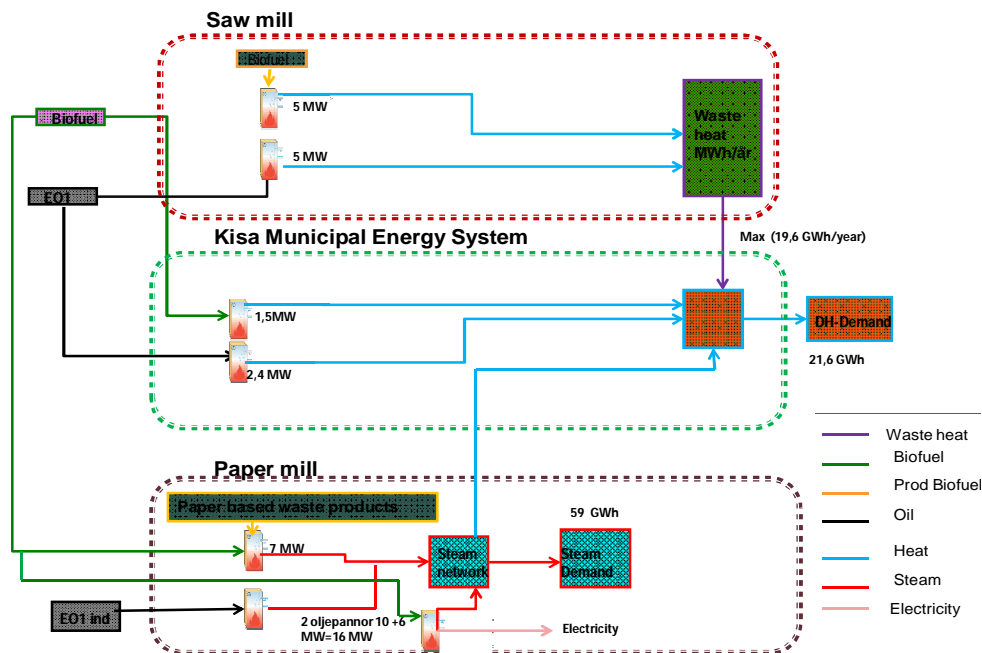 Saw mill
Biofuel
5 MW
Biofuel
Waste
heat
MWh/år
5 MW
EO1
Kisa Municipal Energy System
Max (19,6 GWh/year)
1,5MW
DH-Demand
2,4 MW
21,6 GWh
Waste heat
Biofuel
Prod Biofuel
Oil
Heat
Steam
Electricity
Paper mill
Paper based waste products
59 GWh
7 MW
Steam
network
Steam
Demand
EO1 ind
2 oljepannor 10 +6
MW=16 MW
Electricity